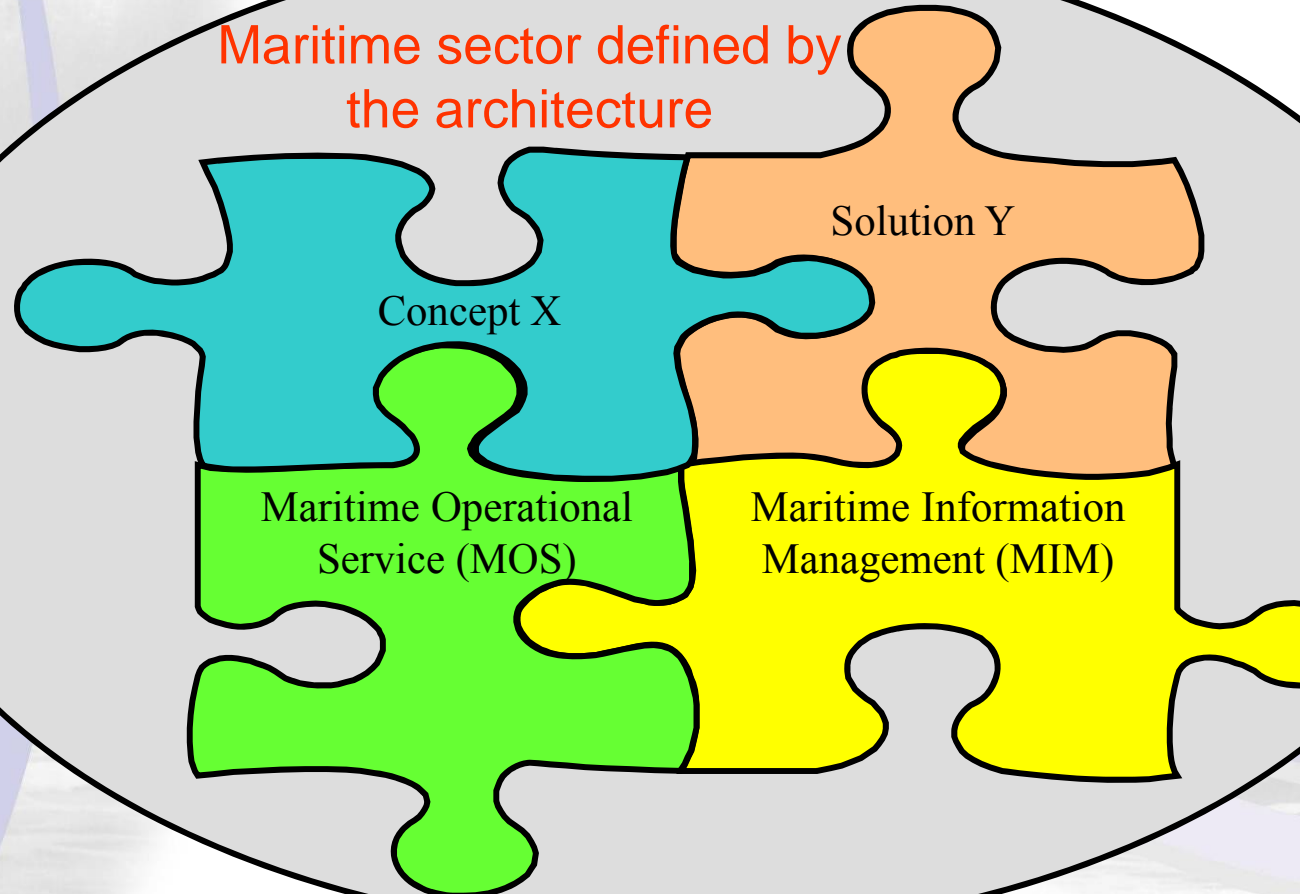 Maritime sector defined by
the architecture
Solution Y
Concept X
Maritime Operational
Service (MOS)
Maritime Information
Management (MIM)